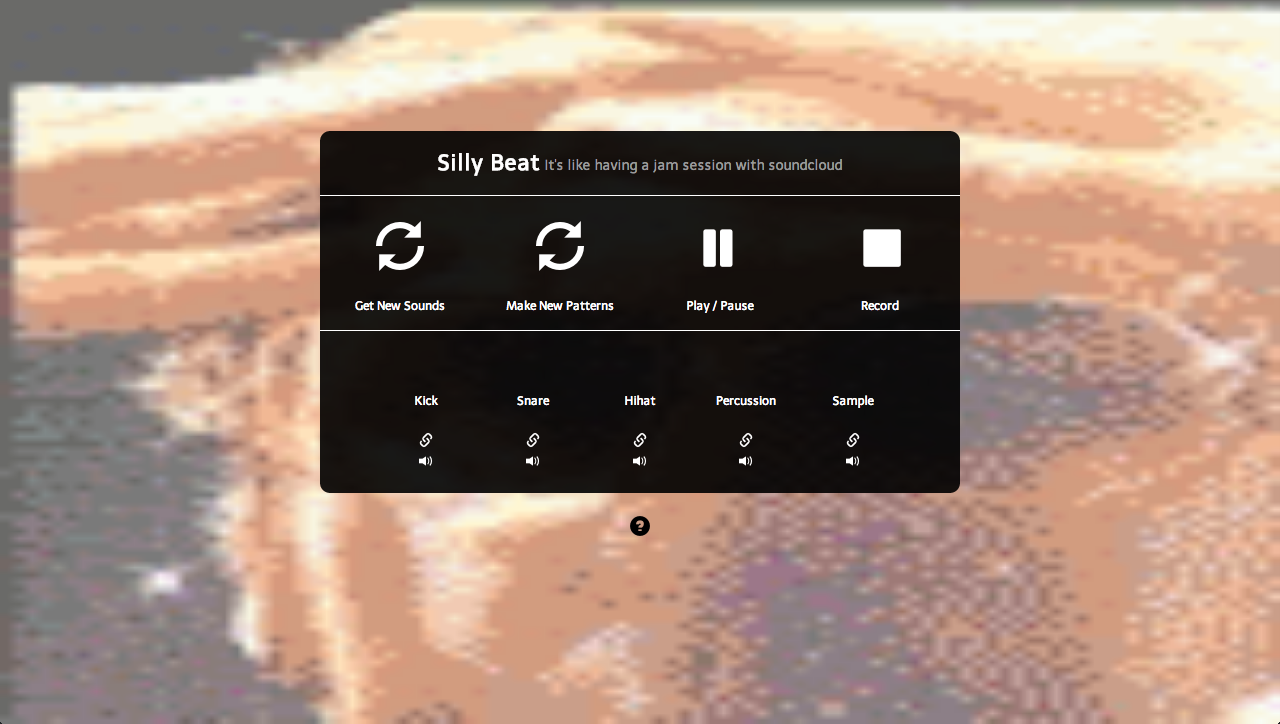 Silly Beat It's like having a jam session with soundcloud
Get New Sounds Make New Patterns Play / Pause Record
Kick Snare Hihat Percussion Sample
?